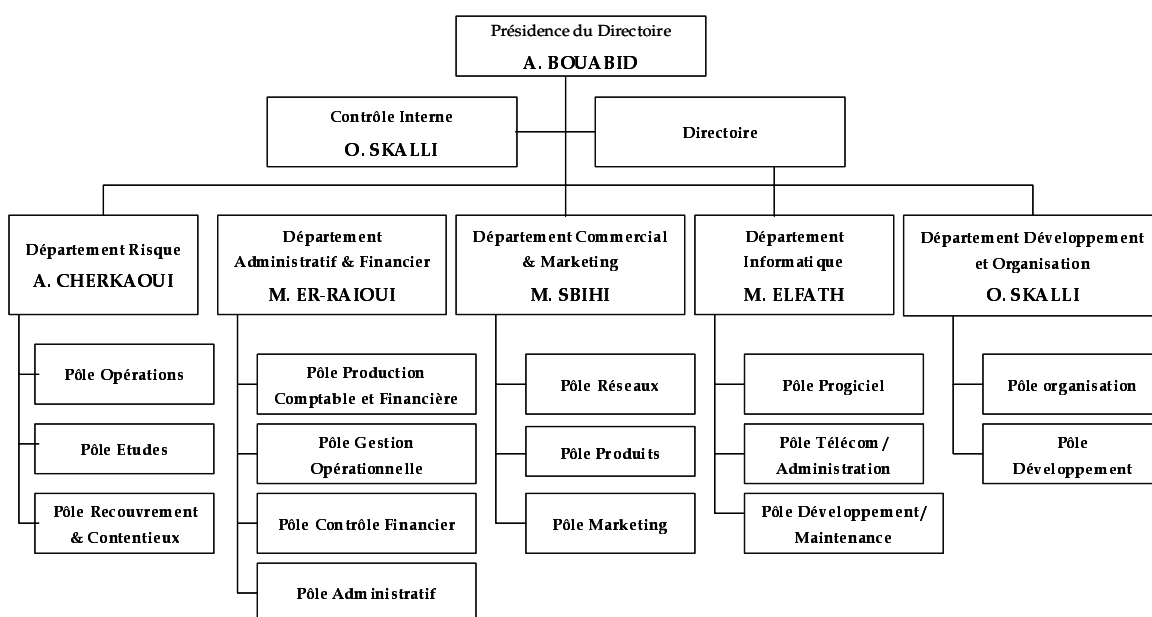 Présidence du Directoire
A. BOUABID
Contrôle Interne
O. SKALLI
Directoire
Département Risque
A. CHERKAOUI
Département
Administratif & Financier
M. ER-RAIOUI
Département Commercial
& Marketing
M. SBIHI
Département
Informatique
M. ELFATH
Département Développement
et Organisation
O. SKALLI
Pôle Opérations
Pôle Etudes
Pôle Recouvrement
& Contentieux
Pôle Production
Comptable et Financière
Pôle Gestion
Opérationnelle
Pôle Contrôle Financier
Pôle Administratif
Pôle Réseaux
Pôle Produits
Pôle Marketing
Pôle Progiciel
Pôle Télécom/
Administration
Pôle Développement/
Maintenance
Pôle organisation
Pôle
Développement